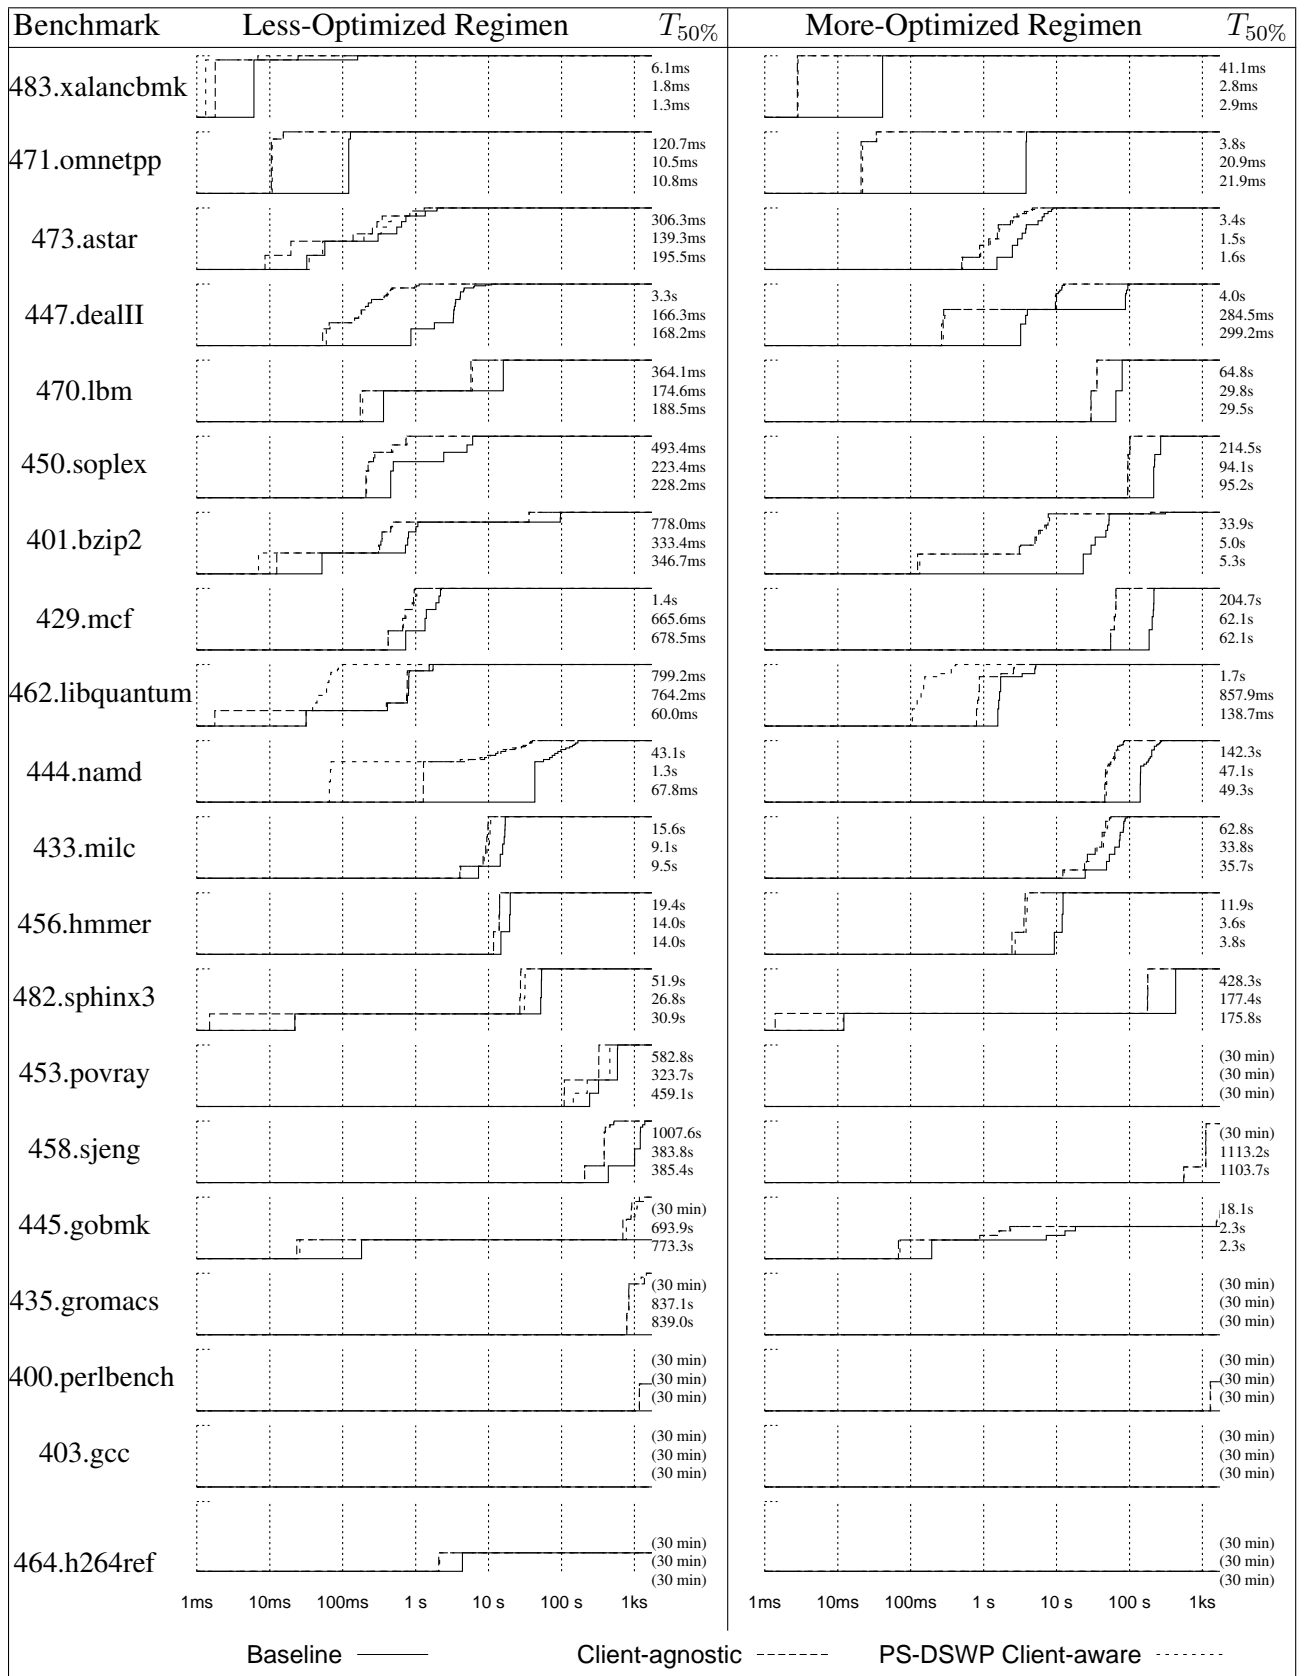 Benchmark Less-Optimized Regimen T50% More-Optimized Regimen T50%
483.xalancbmk
6.1ms
1.8ms
1.3ms
41.1ms
2.8ms
2.9ms
471.omnetpp
120.7ms
10.5ms
10.8ms
3.8s
20.9ms
21.9ms
473.astar
306.3ms
139.3ms
195.5ms
3.4s
1.5s
1.6s
447.dealII
3.3s
166.3ms
168.2ms
4.0s
284.5ms
299.2ms
470.lbm
364.1ms
174.6ms
188.5ms
64.8s
29.8s
29.5s
450.soplex
493.4ms
223.4ms
228.2ms
214.5s
94.1s
95.2s
401.bzip2
778.0ms
333.4ms
346.7ms
33.9s
5.0s
5.3s
429.mcf
1.4s
665.6ms
678.5ms
204.7s
62.1s
62.1s
462.libquantum
799.2ms
764.2ms
60.0ms
1.7s
857.9ms
138.7ms
444.namd
43.1s
1.3s
67.8ms
142.3s
47.1s
49.3s
433.milc
15.6s
9.1s
9.5s
62.8s
33.8s
35.7s
456.hmmer
19.4s
14.0s
14.0s
11.9s
3.6s
3.8s
482.sphinx3
51.9s
26.8s
30.9s
428.3s
177.4s
175.8s
453.povray
582.8s
323.7s
459.1s
(30 min)
(30 min)
(30 min)
458.sjeng
1007.6s
383.8s
385.4s
(30 min)
1113.2s
1103.7s
445.gobmk
(30 min)
693.9s
773.3s
18.1s
2.3s
2.3s
435.gromacs
(30 min)
837.1s
839.0s
(30 min)
(30 min)
(30 min)
400.perlbench
(30 min)
(30 min)
(30 min)
(30 min)
(30 min)
(30 min)
403.gcc
(30 min)
(30 min)
(30 min)
(30 min)
(30 min)
(30 min)
464.h264ref
(30 min)
(30 min)
(30 min)
(30 min)
(30 min)
(30 min)
1ms 10ms 100ms 1 s 10 s 100 s 1ks 1ms 10ms 100ms 1 s 10 s 100 s 1ks
Baseline Client-agnostic PS-DSWP Client-aware